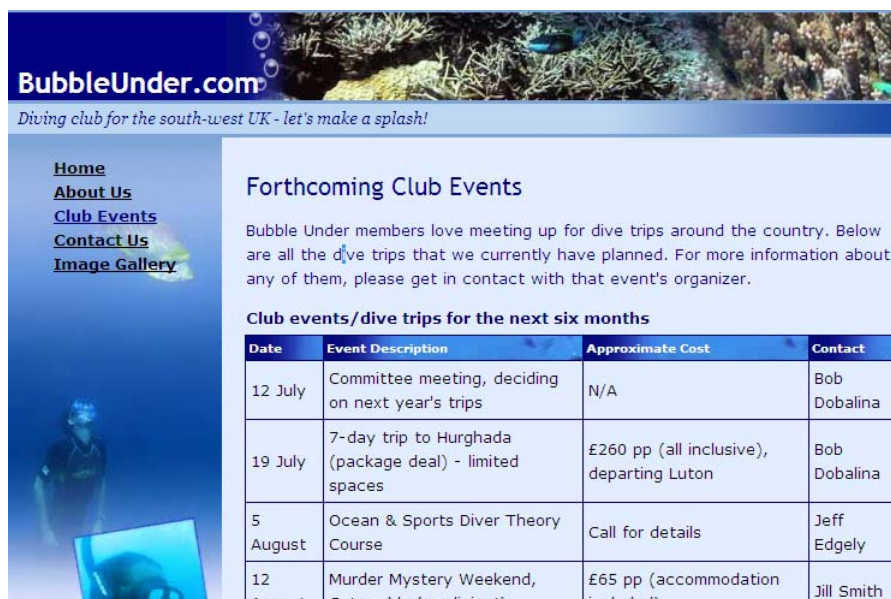 BubbleUnder.com
Diving club for the south-west UK - let's make a splash!
Home
About Us
Club Events
Contact Us
Image Gallery
Forthcoming Club Events
Bubble Under members love meeting up for dive trips around the country. Below
are all the dive trips that we currently have planned. For more information about
any of them, please get in contact with that event's organizer.
Club events/dive trips for the next six months
Date Event Description Approximate Cost Contact
12 July Committee meeting, deciding on next year's trips N/A Bob Dobalina
19 July 7-day trip to Hurghada (package deal) - limited spaces £260 pp (all inclusive), departing Luton Bob Dobalina
5 August Ocean & Sports Diver Theory Course Call for details Jeff Edgely
12 Murder Mystery Weekend, £65 pp (accommodation Jill Smith